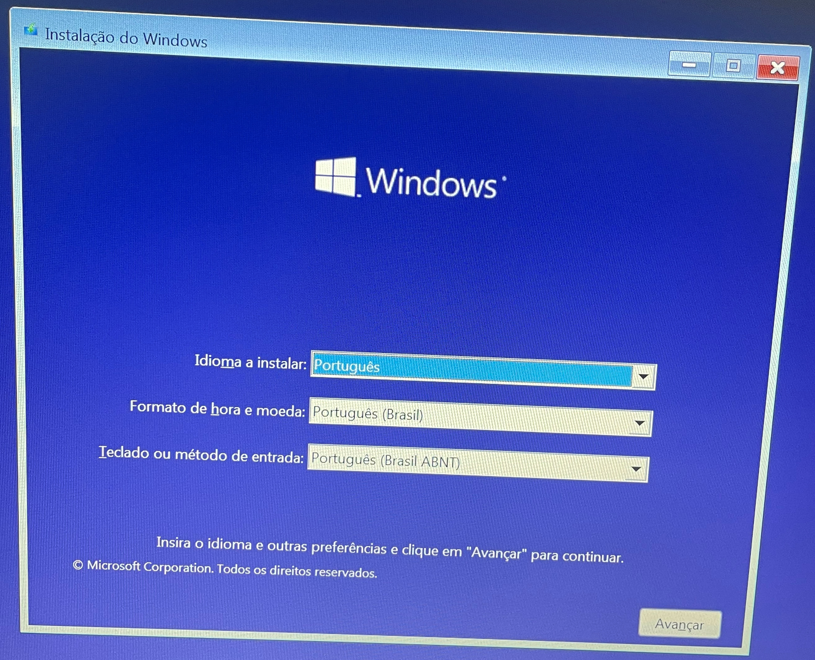 Instalação do Windows
Windows
Idioma a instalar: Português
Formato de hora e moeda: Português (Brasil)
Teclado ou método de entrada: Português (Brasil ABNT)
Insira o idioma e outras preferências e clique em "Avançar" para continuar.
© Microsoft Corporation. Todos os direitos reservados.
Avançar